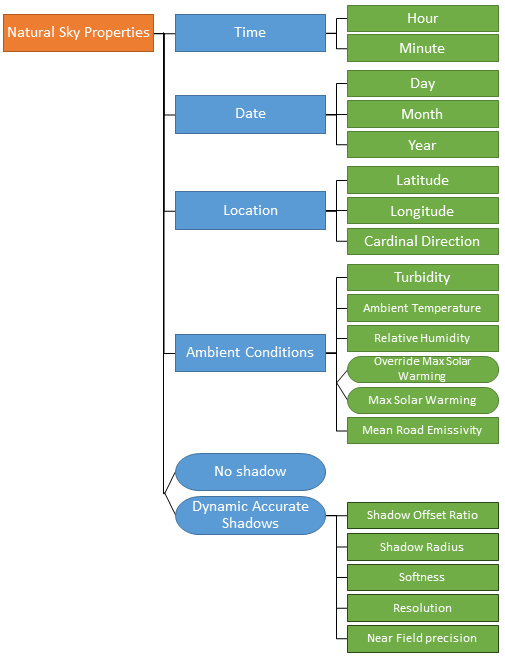 Natural Sky Properties
Time
Hour
Minute
Date
Day
Month
Year
Location
Latitude
Longitude
Cardinal Direction
Ambient Conditions
Turbidity
Ambient Temperature
Relative Humidity
Override Max Solar
Warming
Max Solar Warming
Mean Road Emissivity
No shadow
Dynamic Accurate
Shadows
Shadow Offset Ratio
Shadow Radius
Softness
Resolution
Near Field precision